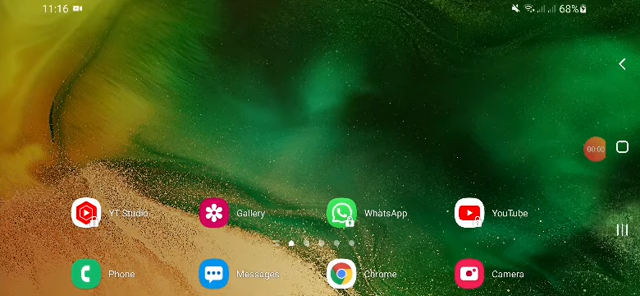 11:16 68%
00:00
YT Studio Gallery WhatsApp YouTube
Phone Messages Chrome Camera